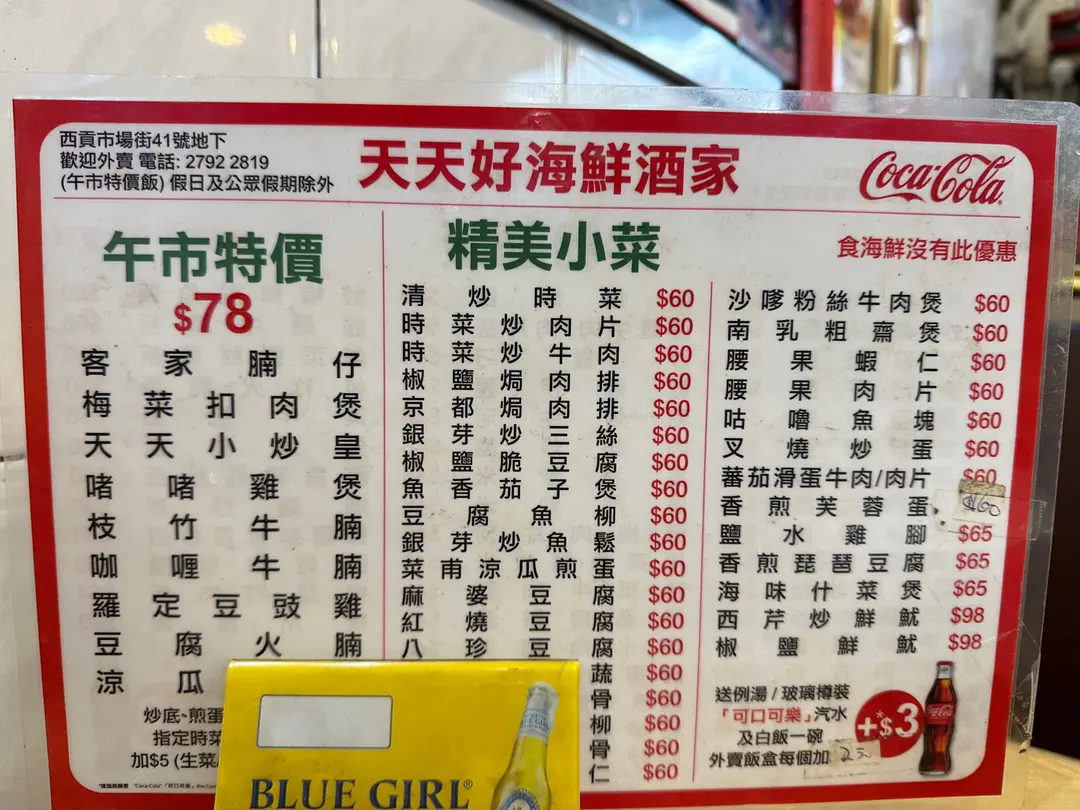 西貢市場街41號地下
歡迎外賣 電話: 2792 2819
(午市特價飯) 假日及公眾假期除外
天天好海鮮酒家
Coca-Cola
午市特價
$78
客家腩仔
梅菜扣肉煲
天天小炒皇
啫啫雞煲
枝竹牛腩
咖喱牛腩
羅定豆豉雞
豆腐火腩
涼瓜
炒底、煎蛋
指定時菜
加$5 (生菜
精美小菜
食海鮮沒有此優惠
清炒時菜 $60
時菜炒肉片 $60
時菜炒牛肉 $60
椒鹽焗肉排 $60
京都焗肉排 $60
銀芽炒三絲 $60
椒鹽脆豆腐 $60
魚香茄子煲 $60
豆腐魚柳 $60
銀芽炒魚鬆 $60
菜甫涼瓜煎蛋 $60
麻婆豆腐 $60
紅燒豆腐 $60
八珍豆腐 $60
蔬 $60
骨 $60
柳 $60
骨 $60
仁 $60
沙嗲粉絲牛肉煲 $60
南乳粗齋煲 $60
腰果蝦仁 $60
腰果肉片 $60
咕嚕魚塊 $60
叉燒炒蛋 $60
蕃茄滑蛋牛肉/肉片 $60
香煎芙蓉蛋 $60
鹽水雞腳 $65
香煎琵琶豆腐 $65
海味什菜煲 $65
西芹炒鮮魷 $98
椒鹽鮮魷 $98
送例湯 / 玻璃樽裝
「可口可樂」汽水
及白飯一碗
+*$3
外賣飯盒每個加
BLUE GIRL®